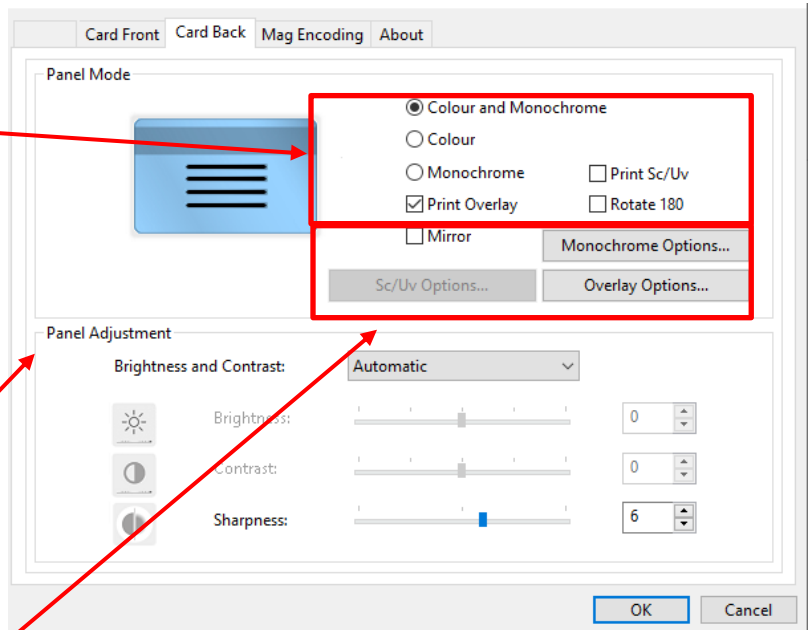 Card Front Card Back Mag Encoding About
Panel Mode
Colour and Monochrome
Colour
Monochrome Print Sc/Uv
Print Overlay Rotate 180
Mirror Monochrome Options...
Sc/Uv Options... Overlay Options...
Panel Adjustment
Brightness and Contrast: Automatic
Brightness: 0
Contrast: 0
Sharpness: 6
OK Cancel